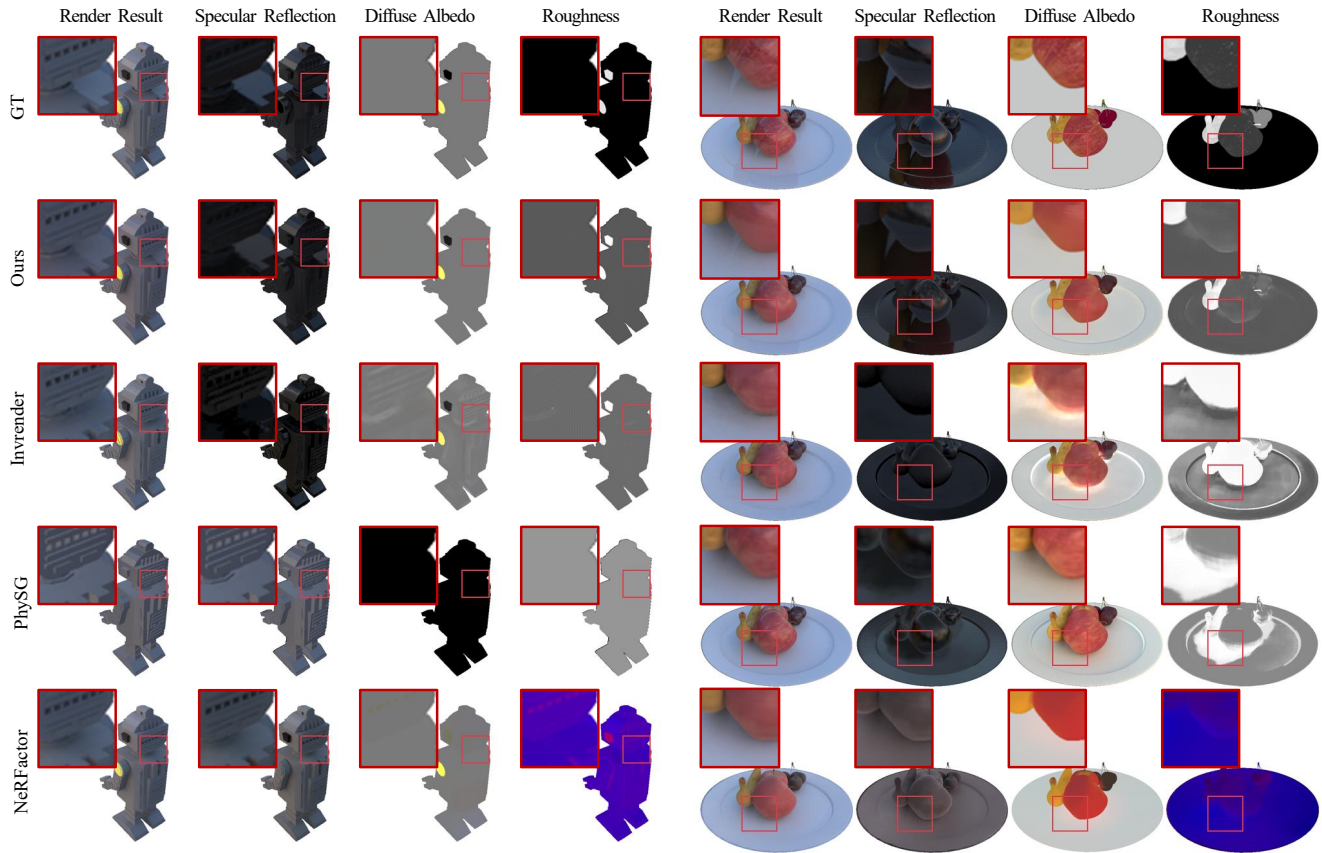 Render Result Specular Reflection Diffuse Albedo Roughness Render Result Specular Reflection Diffuse Albedo Roughness
GT
Ours
Invrender
PhySG
NeRFactor